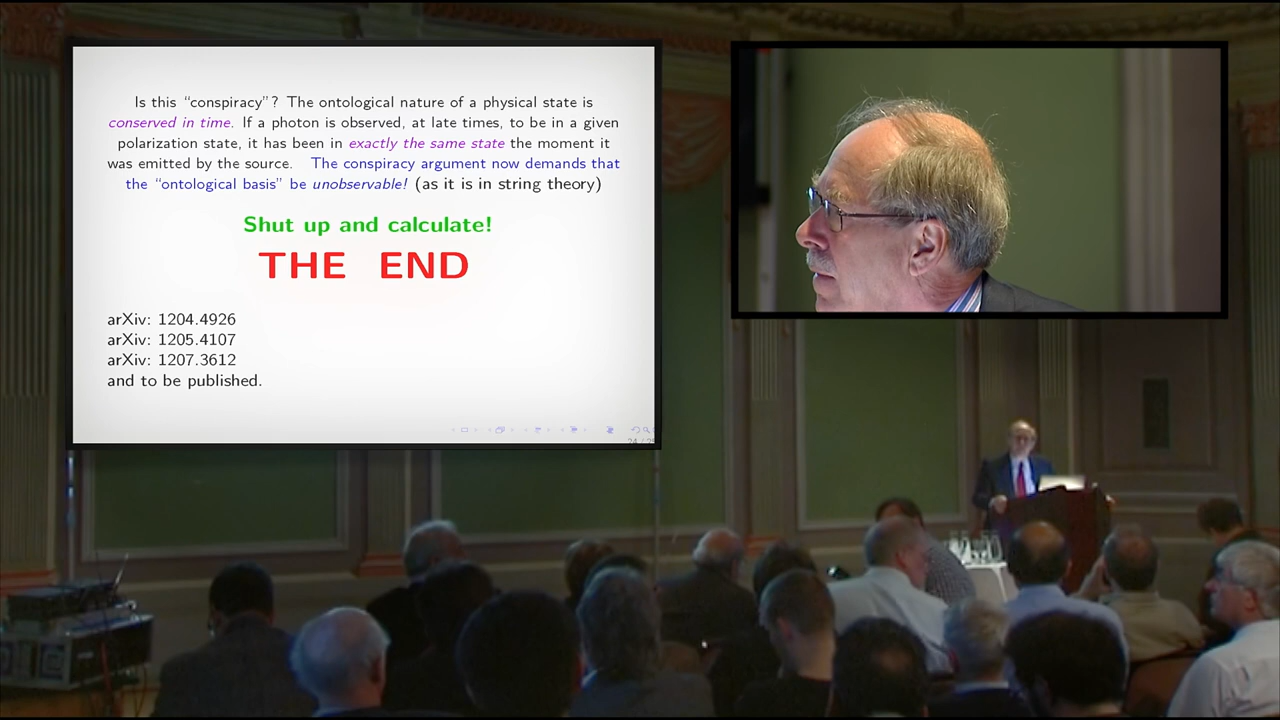 Is this “conspiracy”? The ontological nature of a physical state is
conserved in time. If a photon is observed, at late times, to be in a given
polarization state, it has been in exactly the same state the moment it
was emitted by the source. The conspiracy argument now demands that
the “ontological basis” be unobservable! (as it is in string theory)
Shut up and calculate!
THE END
arXiv: 1204.4926
arXiv: 1205.4107
arXiv: 1207.3612
and to be published.